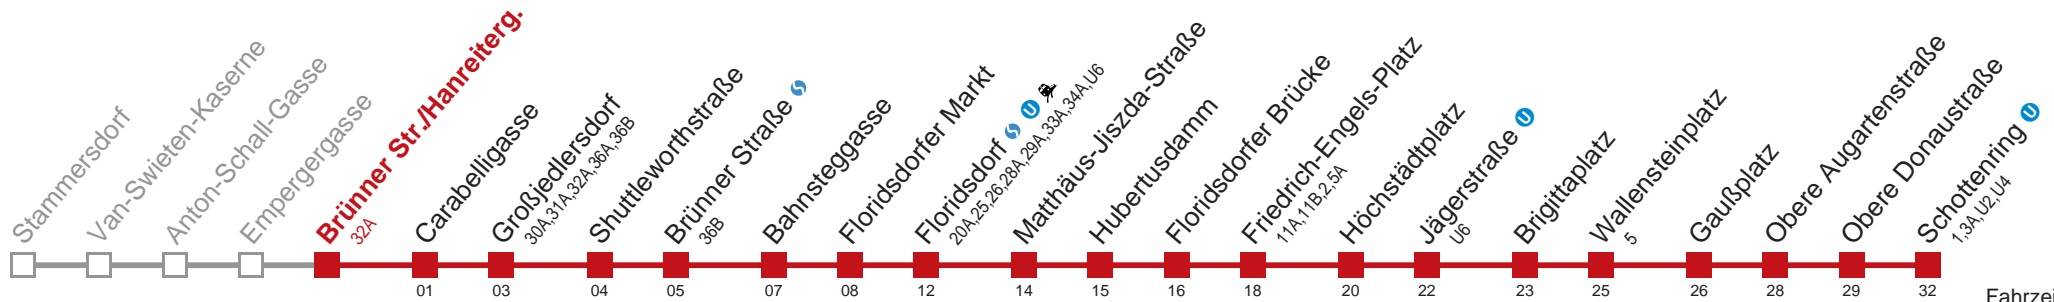 Stammersdorf
Van-Swieten-Kaserne
Anton-Schall-Gasse
Empergergasse
Brünner Str./Hanreiterg.
32A
Carabelligasse
Großjedlersdorf
30A,31A,32A,36A,36B
Shuttleworthstraße
Brünner Straße
36B
Bahnsteggasse
Floridsdorfer Markt
Floridsdorf U
20A,25,26,28A,29A,33A,34A,U6
Matthäus-Jiszda-Straße
Hubertusdamm
Floridsdorfer Brücke
Friedrich-Engels-Platz
11A,11B,2,5A
Höchstädtplatz
Jägerstraße U
U6
Brigittaplatz
Wallensteinplatz
5
Gaußplatz
Obere Augartenstraße
Obere Donaustraße
Schottenring U
1,3A,U2,U4
01 03 04 05 07 08 12 14 15 16 18 20 22 23 25 26 28 29 32
Fahrzei